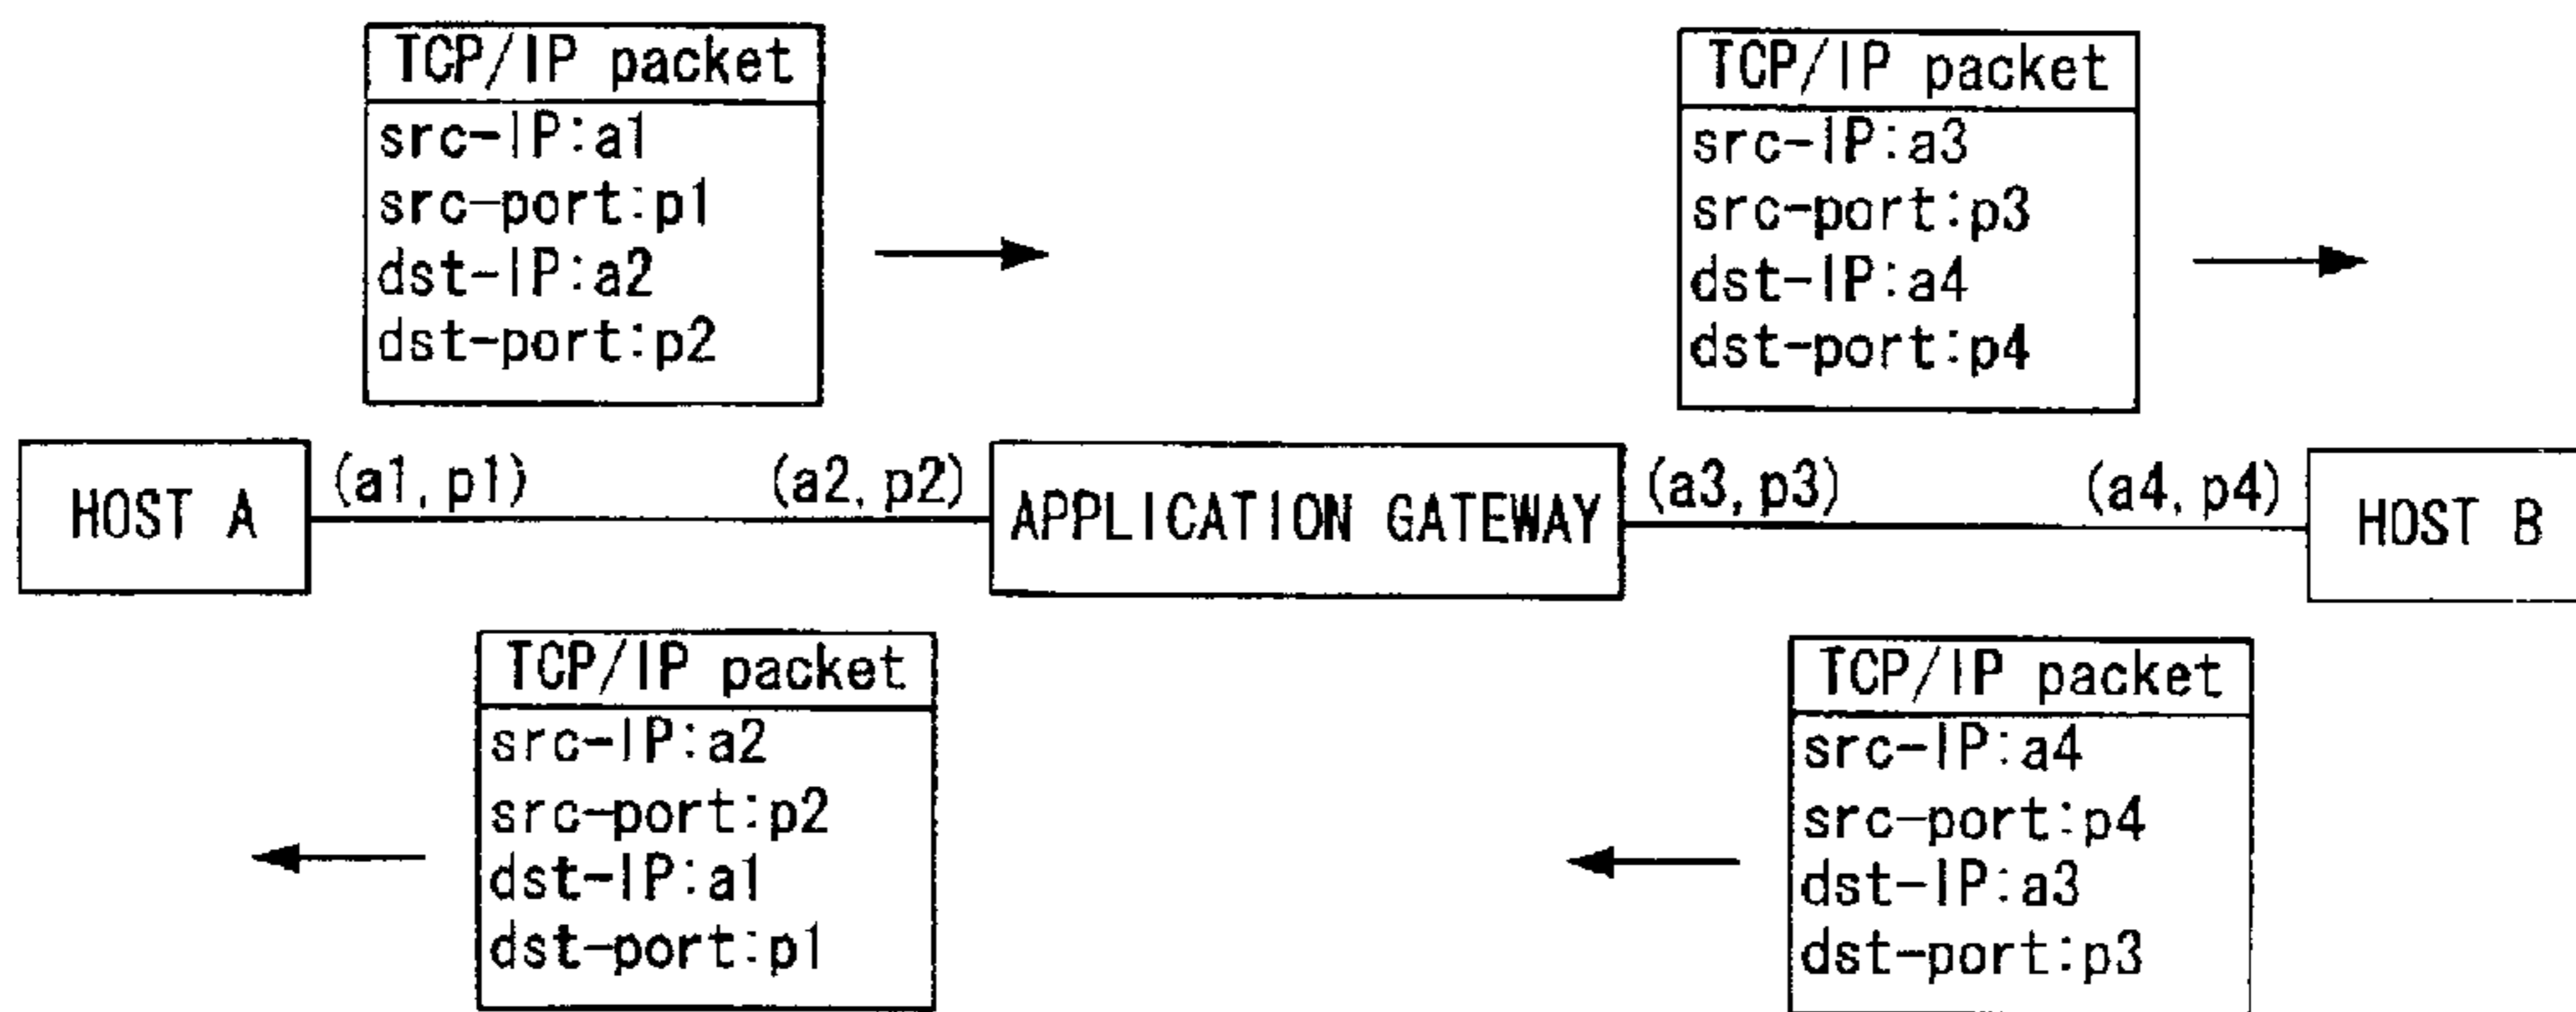 TCP/IP packet
src-IP:a1
src-port:p1
dst-IP:a2
dst-port:p2
TCP/IP packet
src-IP:a3
src-port:p3
dst-IP:a4
dst-port:p4
HOST A
(a1, p1)
(a2, p2)
APPLICATION GATEWAY
(a3, p3)
(a4, p4)
HOST B
TCP/IP packet
src-IP:a2
src-port:p2
dst-IP:a1
dst-port:p1
TCP/IP packet
src-IP:a4
src-port:p4
dst-IP:a3
dst-port:p3